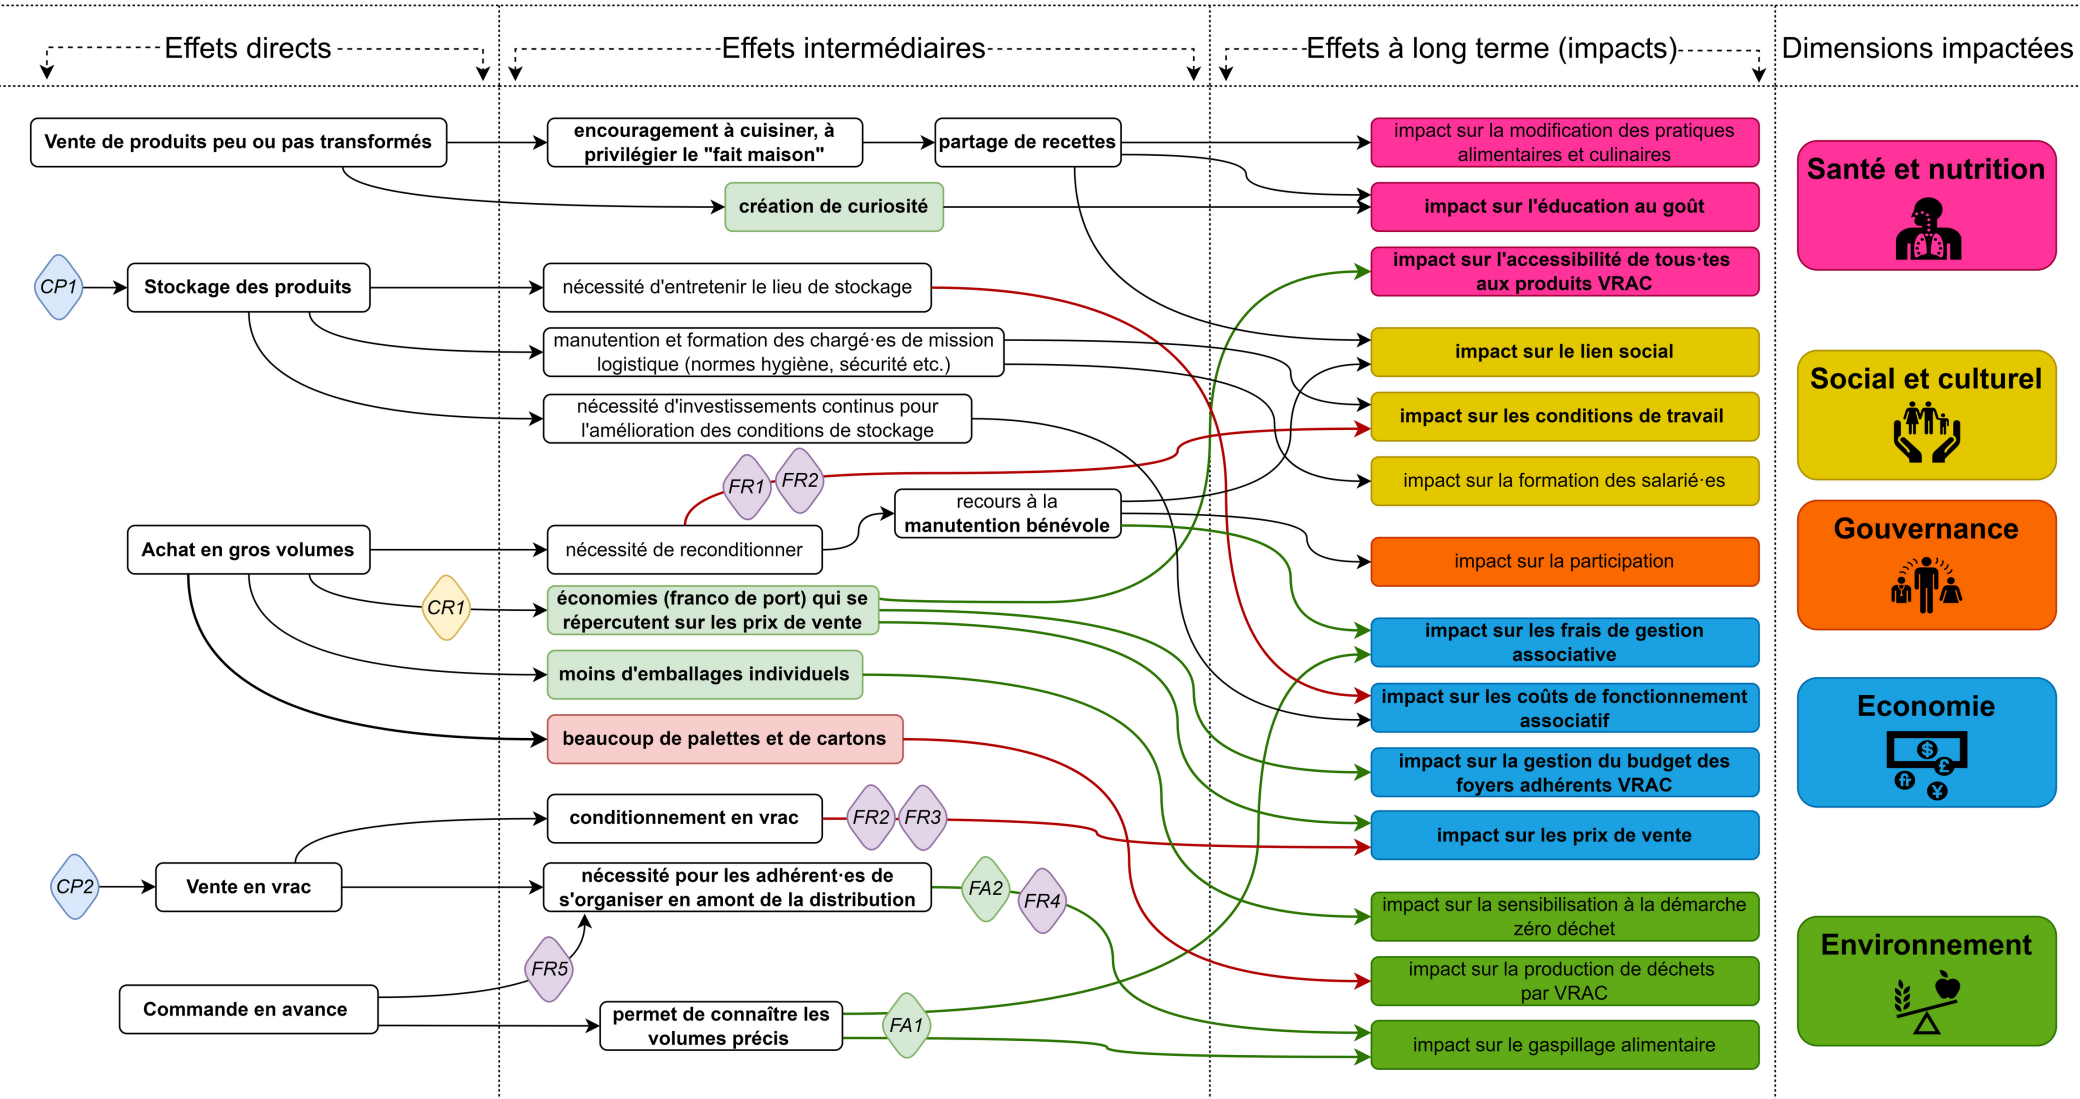 Effets directs
Effets intermédiaires
Effets à long terme (impacts)
Dimensions impactées
Vente de produits peu ou pas transformés
encouragement à cuisiner, à
privilégier le "fait maison"
partage de recettes
impact sur la modification des pratiques
alimentaires et culinaires
Santé et nutrition
création de curiosité
impact sur l'éducation au goût
CP1
Stockage des produits
nécessité d'entretenir le lieu de stockage
impact sur l'accessibilité de tous·tes
aux produits VRAC
manutention et formation des chargé·es de mission
logistique (normes hygiène, sécurité etc.)
impact sur le lien social
Social et culturel
nécessité d'investissements continus pour
l'amélioration des conditions de stockage
impact sur les conditions de travail
FR1
FR2
impact sur la formation des salarié·es
recours à la
manutention bénévole
Gouvernance
Achat en gros volumes
nécessité de reconditionner
impact sur la participation
CR1
économies (franco de port) qui se
répercutent sur les prix de vente
impact sur les frais de gestion
associative
moins d'emballages individuels
impact sur les coûts de fonctionnement
associatif
Economie
$
£
fr
¥
beaucoup de palettes et de cartons
impact sur la gestion du budget des
foyers adhérents VRAC
conditionnement en vrac
FR2
FR3
impact sur les prix de vente
CP2
Vente en vrac
nécessité pour les adhérent·es de
s'organiser en amont de la distribution
FA2
FR4
impact sur la sensibilisation à la démarche
zéro déchet
Environnement
FR5
impact sur la production de déchets
par VRAC
Commande en avance
permet de connaître les
volumes précis
FA1
impact sur le gaspillage alimentaire